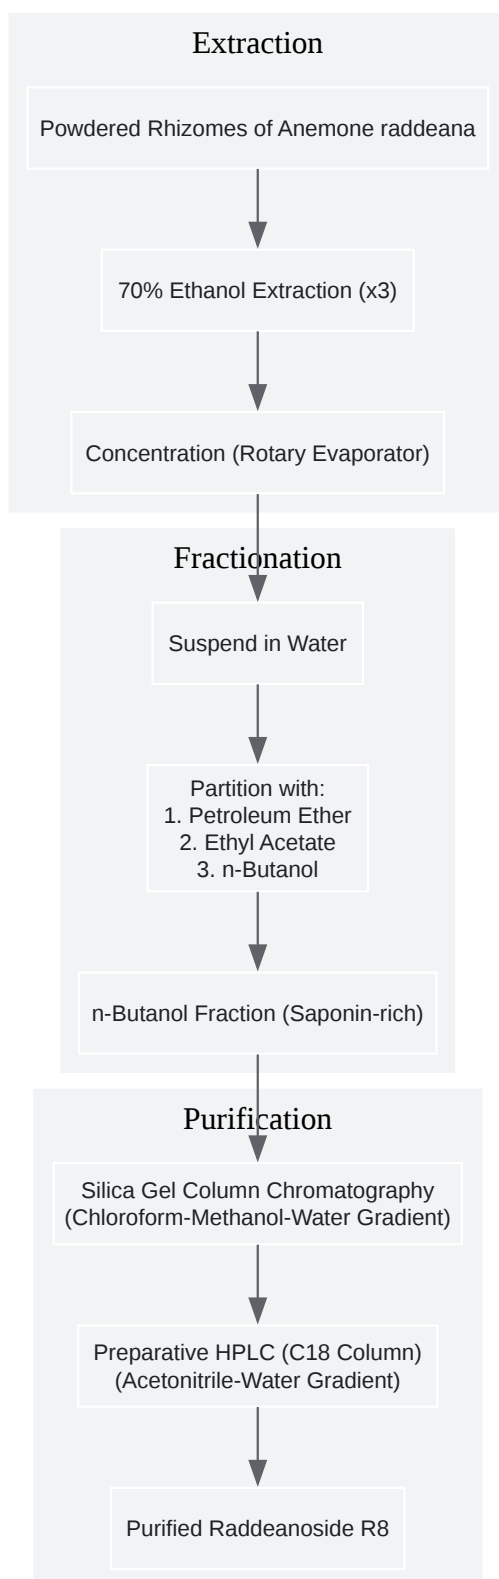 Extraction
Powdered Rhizomes of Anemone raddeana
70% Ethanol Extraction (x3)
Concentration (Rotary Evaporator)
Fractionation
Suspend in Water
Partition with:
1. Petroleum Ether
2. Ethyl Acetate
3. n-Butanol
n-Butanol Fraction (Saponin-rich)
Purification
Silica Gel Column Chromatography
(Chloroform-Methanol-Water Gradient)
Preparative HPLC (C18 Column)
(Acetonitrile-Water Gradient)
Purified Raddeanoside R8